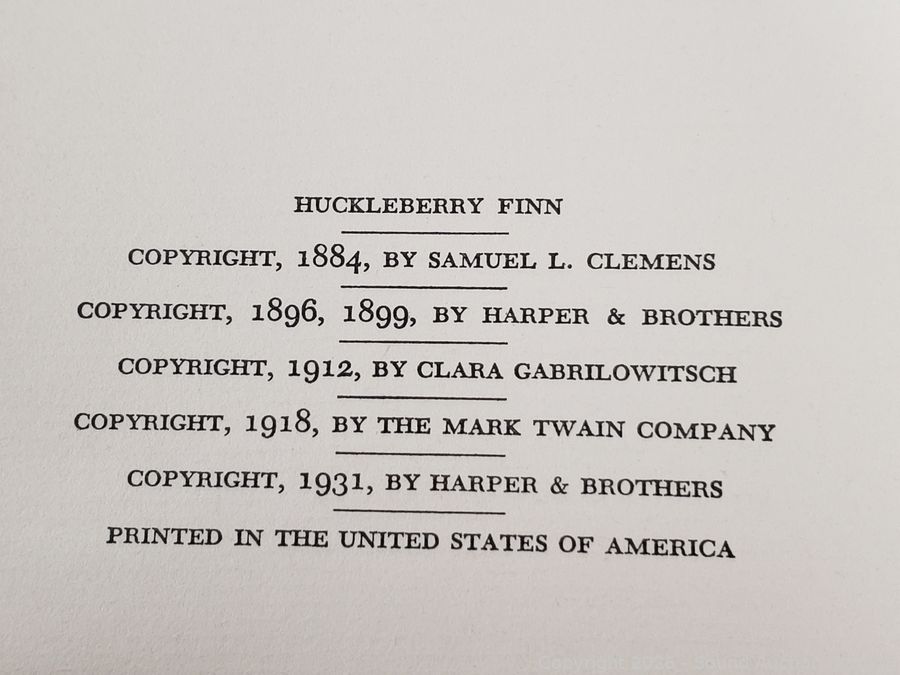 HUCKLEBERRY FINN
COPYRIGHT, 1884, BY SAMUEL L. CLEMENS
COPYRIGHT, 1896, 1899, BY HARPER & BROTHERS
COPYRIGHT, 1912, BY CLARA GABRILOWITSCH
COPYRIGHT, 1918, BY THE MARK TWAIN COMPANY
COPYRIGHT, 1931, BY HARPER & BROTHERS
PRINTED IN THE UNITED STATES OF AMERICA
Copyright